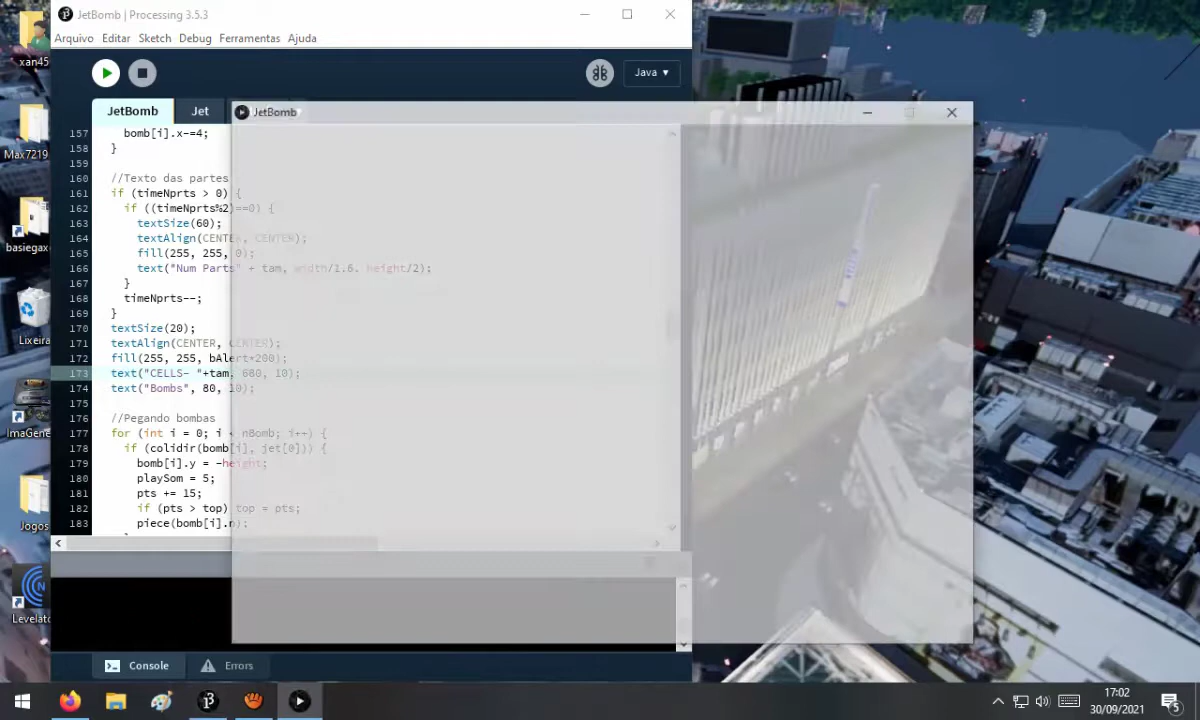 JetBomb | Processing 3.5.3
Arquivo Editar Sketch Debug Ferramentas Ajuda
Java ▾
JetBomb Jet
JetBomb
157 bomb[i].x-=4;
158 }
159
160 //Texto das partes
161 if (timeNprts > 0) {
162 if ((timeNprts%2)==0) {
163 textSize(60);
164 textAlign(CENTER, CENTER);
165 fill(255, 255, 0);
166 text("Num Parts" + tam, width/1.6, height/2);
167 }
168 timeNprts--;
169 }
170 textSize(20);
171 textAlign(CENTER, CENTER);
172 fill(255, 255, bAlert*200);
173 text("CELLS- "+tam, 680, 10);
174 text("Bombs", 80, 10);
175
176 //Pegando bombas
177 for (int i = 0; i < nBomb; i++) {
178 if (colidir(bomb[i], jet[0])) {
179 bomb[i].y = -height;
180 playSom = 5;
181 pts += 15;
182 if (pts > top) top = pts;
183 piece(bomb[i].n);
Console Errors
xan45
Max7219
basiegax
Lixeira
ImaGene
Jogos
Levelato
17:02
30/09/2021
5